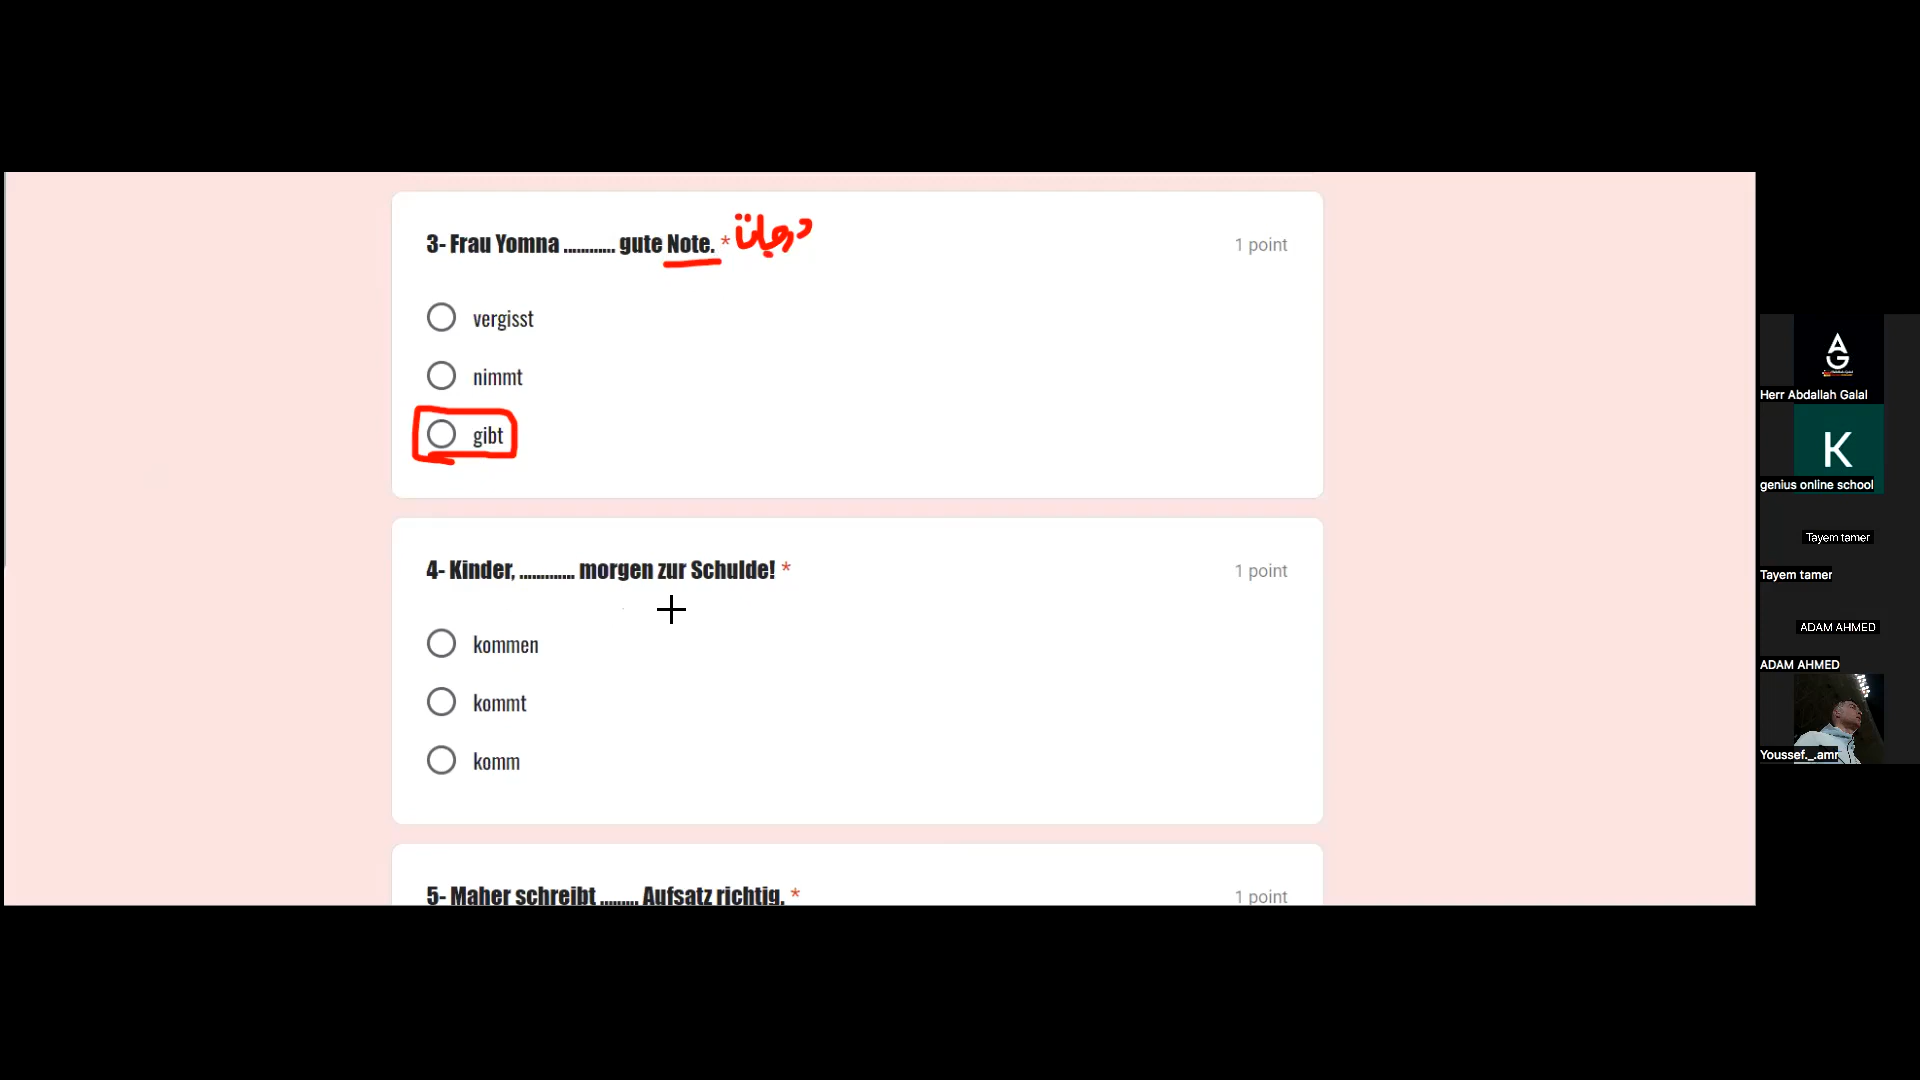 3- Frau Yomna ............ gute Note. * درجات
1 point
vergisst
nimmt
gibt
4- Kinder, ............. morgen zur Schulde! *
1 point
kommen
kommt
komm
5- Maher schreibt ......... Aufsatz richtig. *
1 point
AG
Herr Abdallah Galal
K
genius online school
Tayem tamer
Tayem tamer
ADAM AHMED
ADAM AHMED
Youssef._.amr